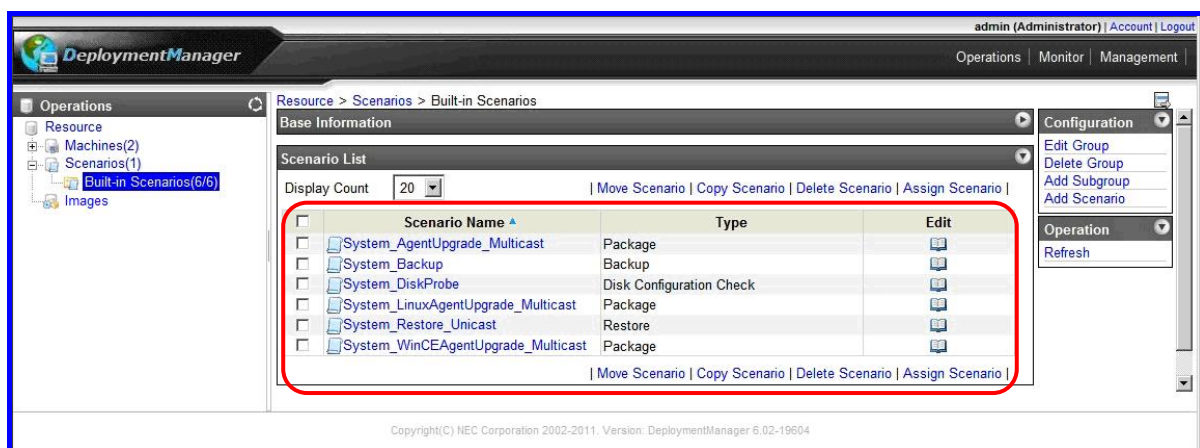 admin (Administrator) | Account | Logout
DeploymentManager
Operations | Monitor | Management |
Operations
Resource
Machines(2)
Scenarios(1)
Built-in Scenarios(6/6)
Images
Resource > Scenarios > Built-in Scenarios
Base Information
Scenario List
Display Count 20 | Move Scenario | Copy Scenario | Delete Scenario | Assign Scenario |
Scenario Name Type Edit
System_AgentUpgrade_Multicast Package
System_Backup Backup
System_DiskProbe Disk Configuration Check
System_LinuxAgentUpgrade_Multicast Package
System_Restore_Unicast Restore
System_WinCEAgentUpgrade_Multicast Package
| Move Scenario | Copy Scenario | Delete Scenario | Assign Scenario |
Configuration
Edit Group
Delete Group
Add Subgroup
Add Scenario
Operation
Refresh
Copyright(C) NEC Corporation 2002-2011. Version: DeploymentManager 6.02-19604